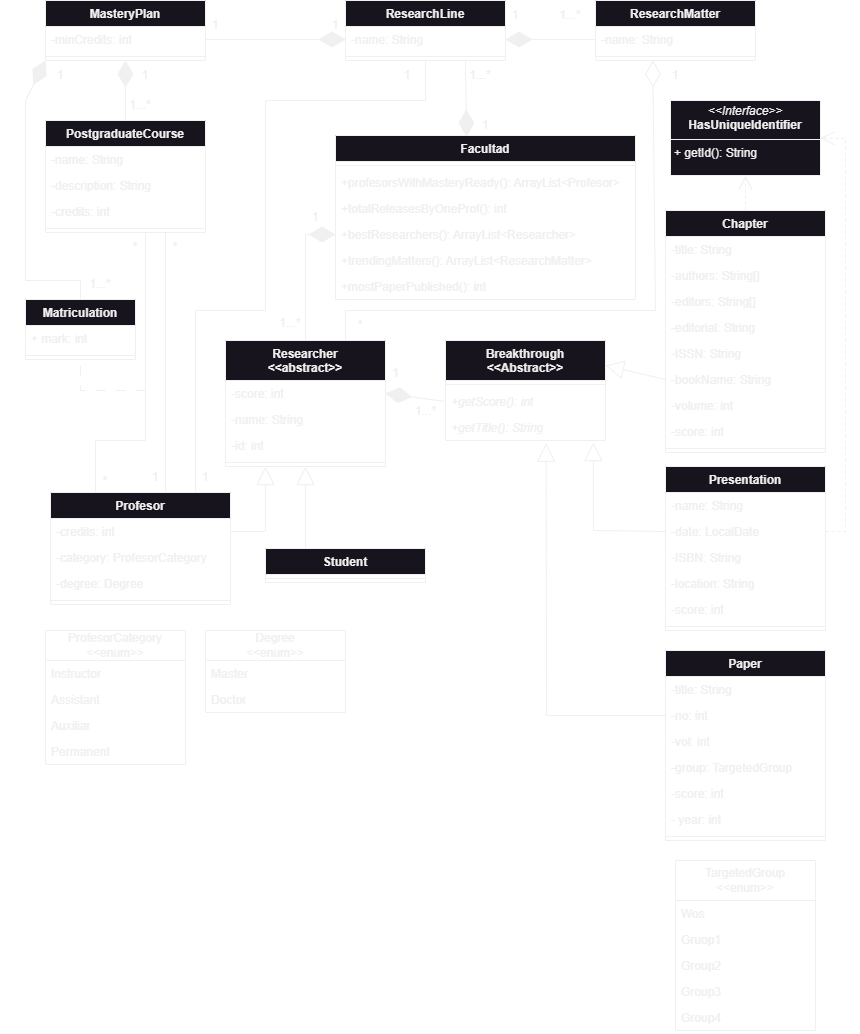 MasteryPlan
-minCredits: int
1
1
1
1
ResearchLine
-name: String
1
1...*
1
1...*
ResearchMatter
-name: String
1
<<Interface>>
HasUniqueIdentifier
+ getId(): String
PostgraduateCourse
-name: String
-description: String
-credits: int
1...*
*
*
Facultad
+profesorsWithMasteryReady(): ArrayList<Profesor>
+totalReleasesByOneProf(): int
+bestResearchers(): ArrayList<Researcher>
+trendingMatters(): ArrayList<ResearchMatter>
+mostPaperPublished(): int
1
1
1...*
*
Chapter
-title: String
-authors: String[]
-editors: String[]
-editorial: String
-ISSN: String
-bookName: String
-volume: int
-score: int
1...*
Matriculation
+ mark: int
Researcher
<<abstract>>
-score: int
-name: String
-id: int
1
1...*
Breakthrough
<<Abstract>>
+getScore(): int
+getTitle(): String
*
1
1
Profesor
-credits: int
-category: ProfesorCategory
-degree: Degree
Student
Presentation
-name: String
-date: LocalDate
-ISBN: String
-location: String
-score: int
ProfesorCategory
<<enum>>
Instructor
Assistant
Auxiliar
Permanent
Degree
<<enum>>
Master
Doctor
Paper
-title: String
-no: int
-vol: int
-group: TargetedGroup
-score: int
- year: int
TargetedGroup
<<enum>>
Wos
Gruop1
Group2
Group3
Group4